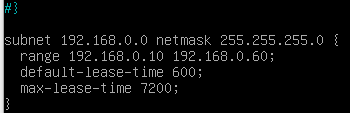 #}
subnet 192.168.0.0 netmask 255.255.255.0 {
  range 192.168.0.10 192.168.0.60;
  default-lease-time 600;
  max-lease-time 7200;
}